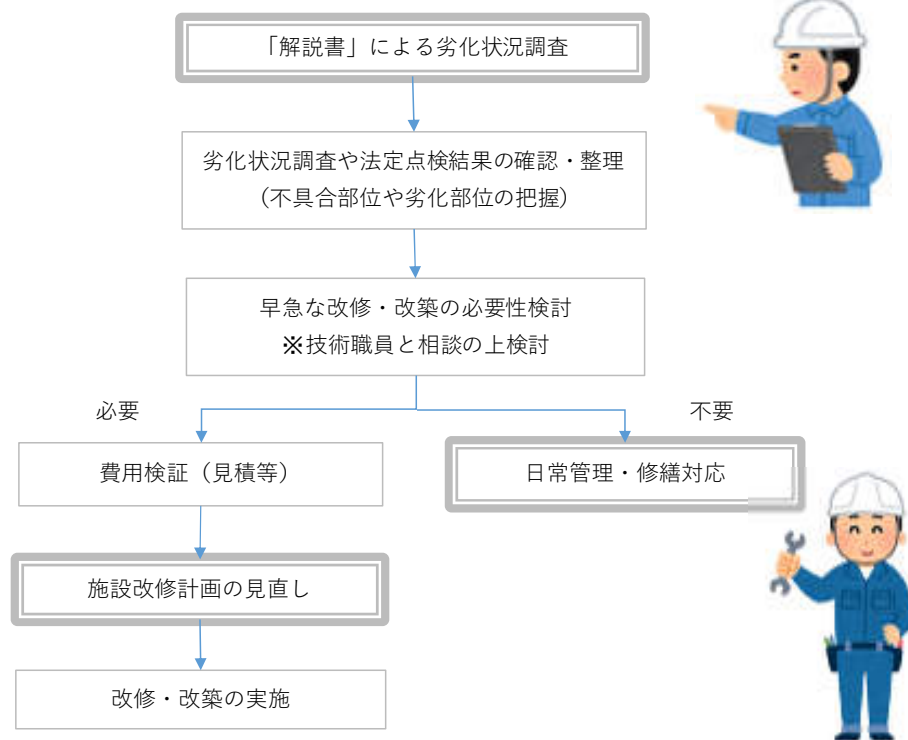 「解説書」による劣化状況調査
劣化状況調査や法定点検結果の確認・整理
（不具合部位や劣化部位の把握）
早急な改修・改築の必要性検討
※技術職員と相談の上検討
必要
不要
費用検証（見積等）
日常管理・修繕対応
施設改修計画の見直し
改修・改築の実施